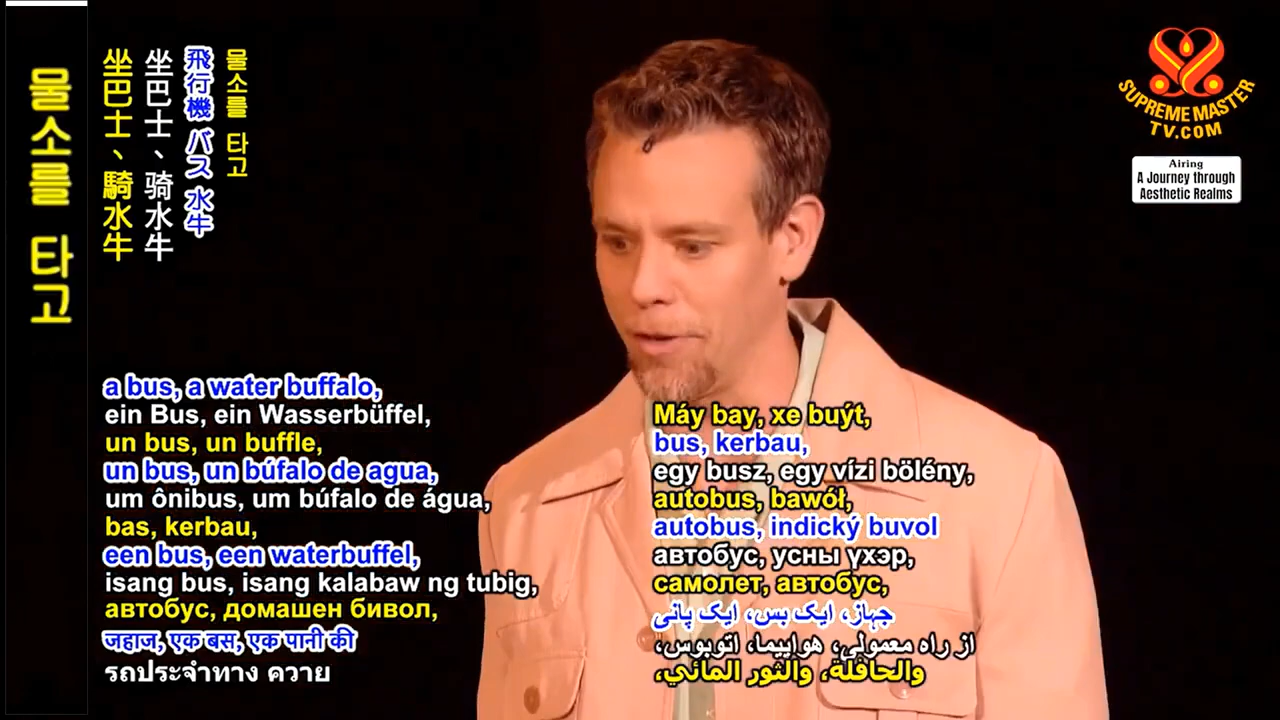 물소를 타고
坐巴士、騎水牛
坐巴士、骑水牛
飛行機 バス 水牛
물소를 타고
SUPREME MASTER
TV.COM
Airing
A Journey through
Aesthetic Realms
a bus, a water buffalo,
ein Bus, ein Wasserbüffel,
un bus, un buffle,
un bus, un búfalo de agua,
um ônibus, um búfalo de água,
bas, kerbau,
een bus, een waterbuffel,
isang bus, isang kalabaw ng tubig,
автобус, домашен бивол,
जहाज, एक बस, एक पानी की
รถประจำทาง ควาย
Máy bay, xe buýt,
bus, kerbau,
egy busz, egy vízi bölény,
autobus, bawół,
autobus, indický buvol
автобус, усны үхэр,
самолет, автобус,
جہاز، ایک بس، ایک پانی
از راه معمولی، هواپیما، اتوبوس،
والحافلة، والثور المائي،